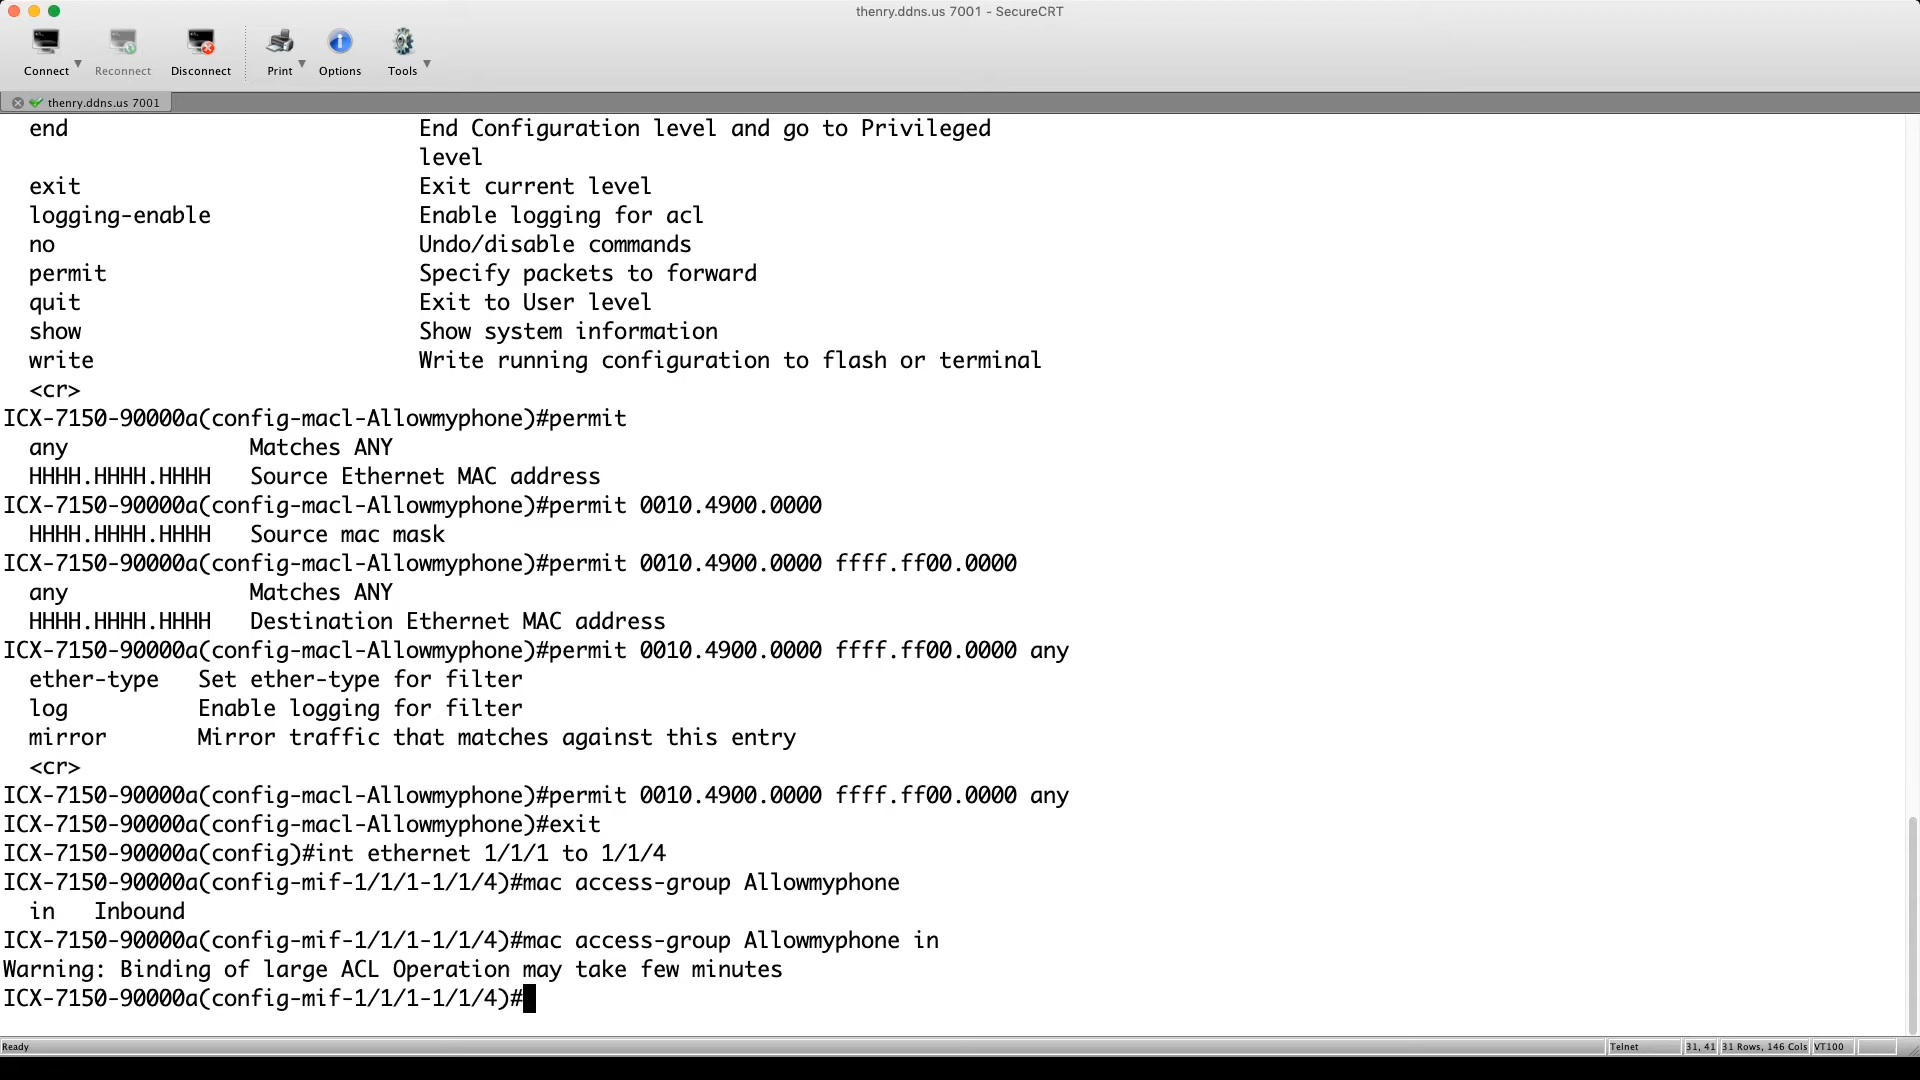 thenry.ddns.us 7001 - SecureCRT
Connect Reconnect Disconnect Print Options Tools
thenry.ddns.us 7001
end End Configuration level and go to Privileged
level
exit Exit current level
logging-enable Enable logging for acl
no Undo/disable commands
permit Specify packets to forward
quit Exit to User level
show Show system information
write Write running configuration to flash or terminal
<cr>
ICX-7150-90000a(config-macl-Allowmyphone)#permit
any Matches ANY
HHHH.HHHH.HHHH Source Ethernet MAC address
ICX-7150-90000a(config-macl-Allowmyphone)#permit 0010.4900.0000
HHHH.HHHH.HHHH Source mac mask
ICX-7150-90000a(config-macl-Allowmyphone)#permit 0010.4900.0000 ffff.ff00.0000
any Matches ANY
HHHH.HHHH.HHHH Destination Ethernet MAC address
ICX-7150-90000a(config-macl-Allowmyphone)#permit 0010.4900.0000 ffff.ff00.0000 any
ether-type Set ether-type for filter
log Enable logging for filter
mirror Mirror traffic that matches against this entry
<cr>
ICX-7150-90000a(config-macl-Allowmyphone)#permit 0010.4900.0000 ffff.ff00.0000 any
ICX-7150-90000a(config-macl-Allowmyphone)#exit
ICX-7150-90000a(config)#int ethernet 1/1/1 to 1/1/4
ICX-7150-90000a(config-mif-1/1/1-1/1/4)#mac access-group Allowmyphone
in Inbound
ICX-7150-90000a(config-mif-1/1/1-1/1/4)#mac access-group Allowmyphone in
Warning: Binding of large ACL Operation may take few minutes
ICX-7150-90000a(config-mif-1/1/1-1/1/4)#
Ready Telnet 31, 41 31 Rows, 146 Cols VT100